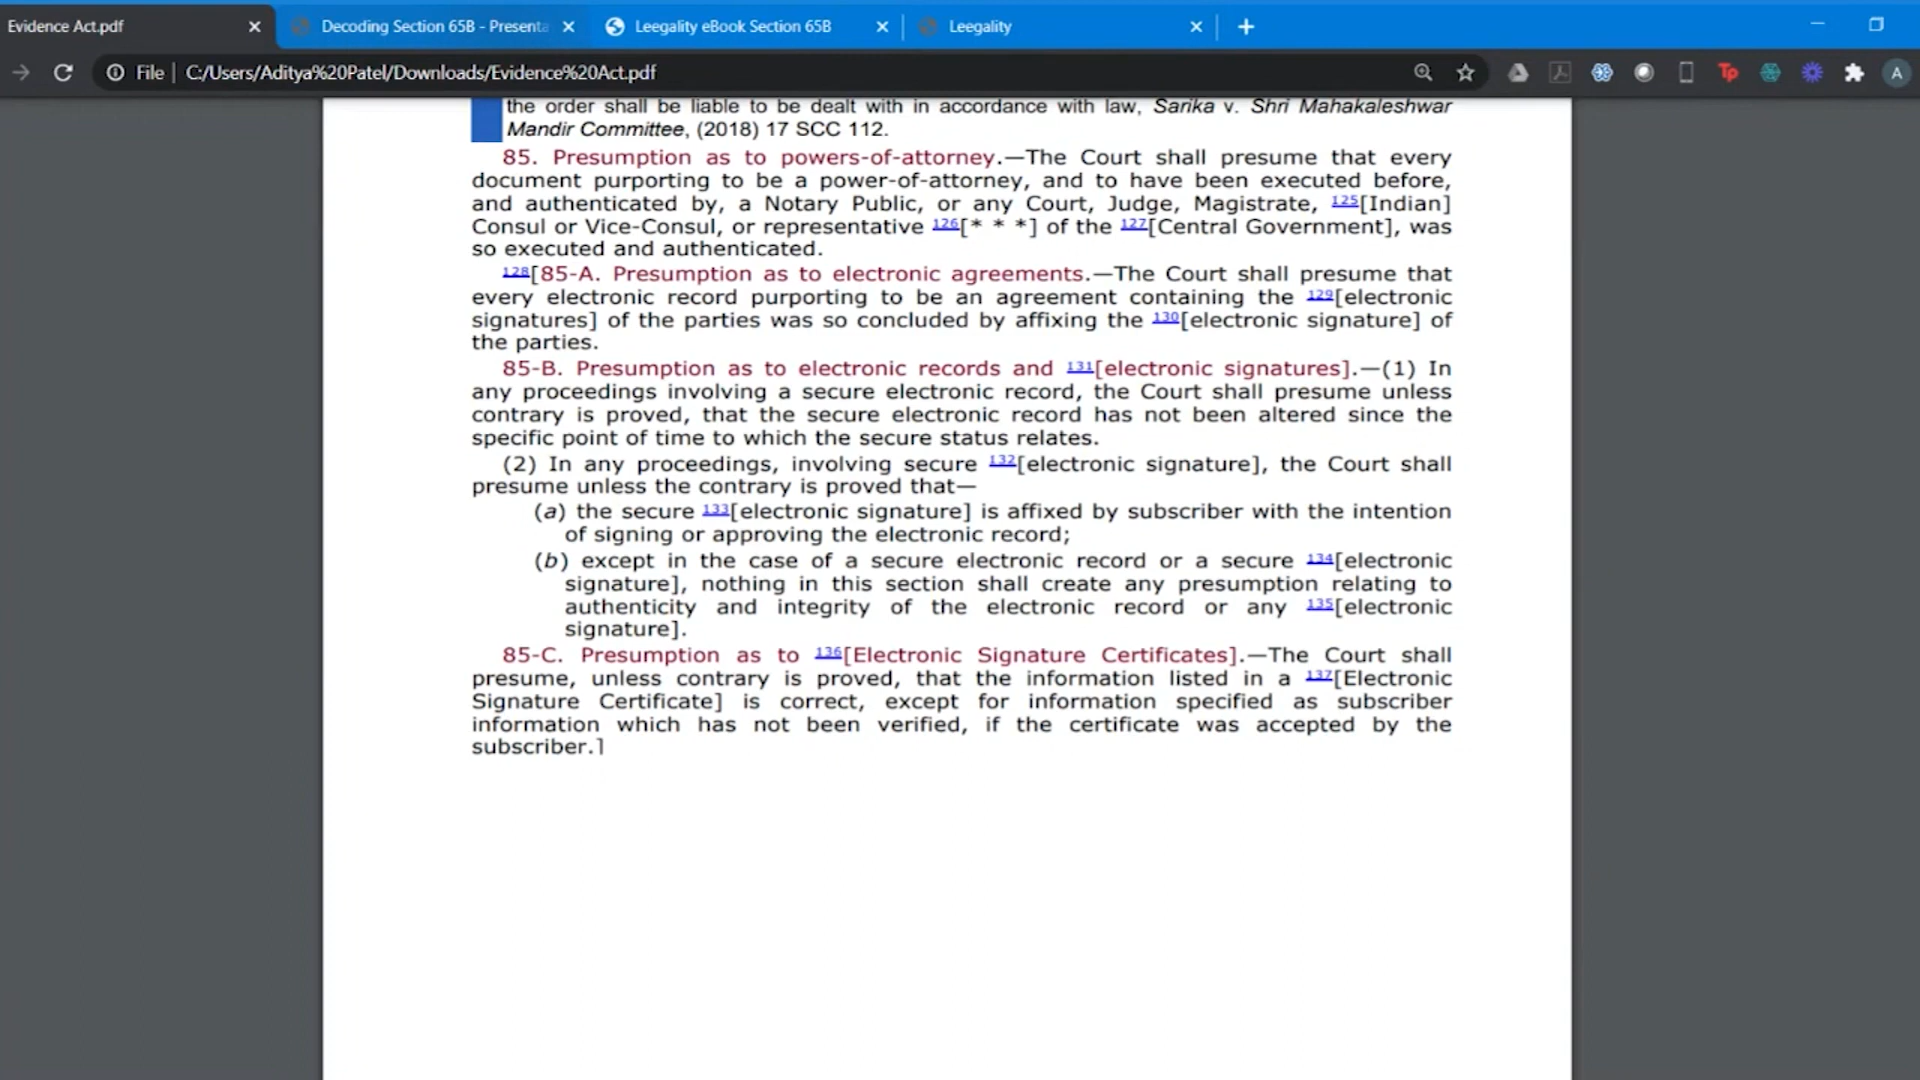 Evidence Act.pdf
Decoding Section 65B - Presenta
Leegality eBook Section 65B
Leegality
File
C:/Users/Aditya%20Patel/Downloads/Evidence%20Act.pdf
Tp
A
the order shall be liable to be dealt with in accordance with law, Sarika v. Shri Mahakaleshwar
Mandir Committee, (2018) 17 SCC 112.
85. Presumption as to powers-of-attorney.—The Court shall presume that every
document purporting to be a power-of-attorney, and to have been executed before,
and authenticated by, a Notary Public, or any Court, Judge, Magistrate, 125[Indian]
Consul or Vice-Consul, or representative 126[* * *] of the 127[Central Government], was
so executed and authenticated.
128[85-A. Presumption as to electronic agreements.—The Court shall presume that
every electronic record purporting to be an agreement containing the 129[electronic
signatures] of the parties was so concluded by affixing the 130[electronic signature] of
the parties.
85-B. Presumption as to electronic records and 131[electronic signatures].—(1) In
any proceedings involving a secure electronic record, the Court shall presume unless
contrary is proved, that the secure electronic record has not been altered since the
specific point of time to which the secure status relates.
(2) In any proceedings, involving secure 132[electronic signature], the Court shall
presume unless the contrary is proved that—
(a) the secure 133[electronic signature] is affixed by subscriber with the intention
of signing or approving the electronic record;
(b) except in the case of a secure electronic record or a secure 134[electronic
signature], nothing in this section shall create any presumption relating to
authenticity and integrity of the electronic record or any 135[electronic
signature].
85-C. Presumption as to 136[Electronic Signature Certificates].—The Court shall
presume, unless contrary is proved, that the information listed in a 137[Electronic
Signature Certificate] is correct, except for information specified as subscriber
information which has not been verified, if the certificate was accepted by the
subscriber.]